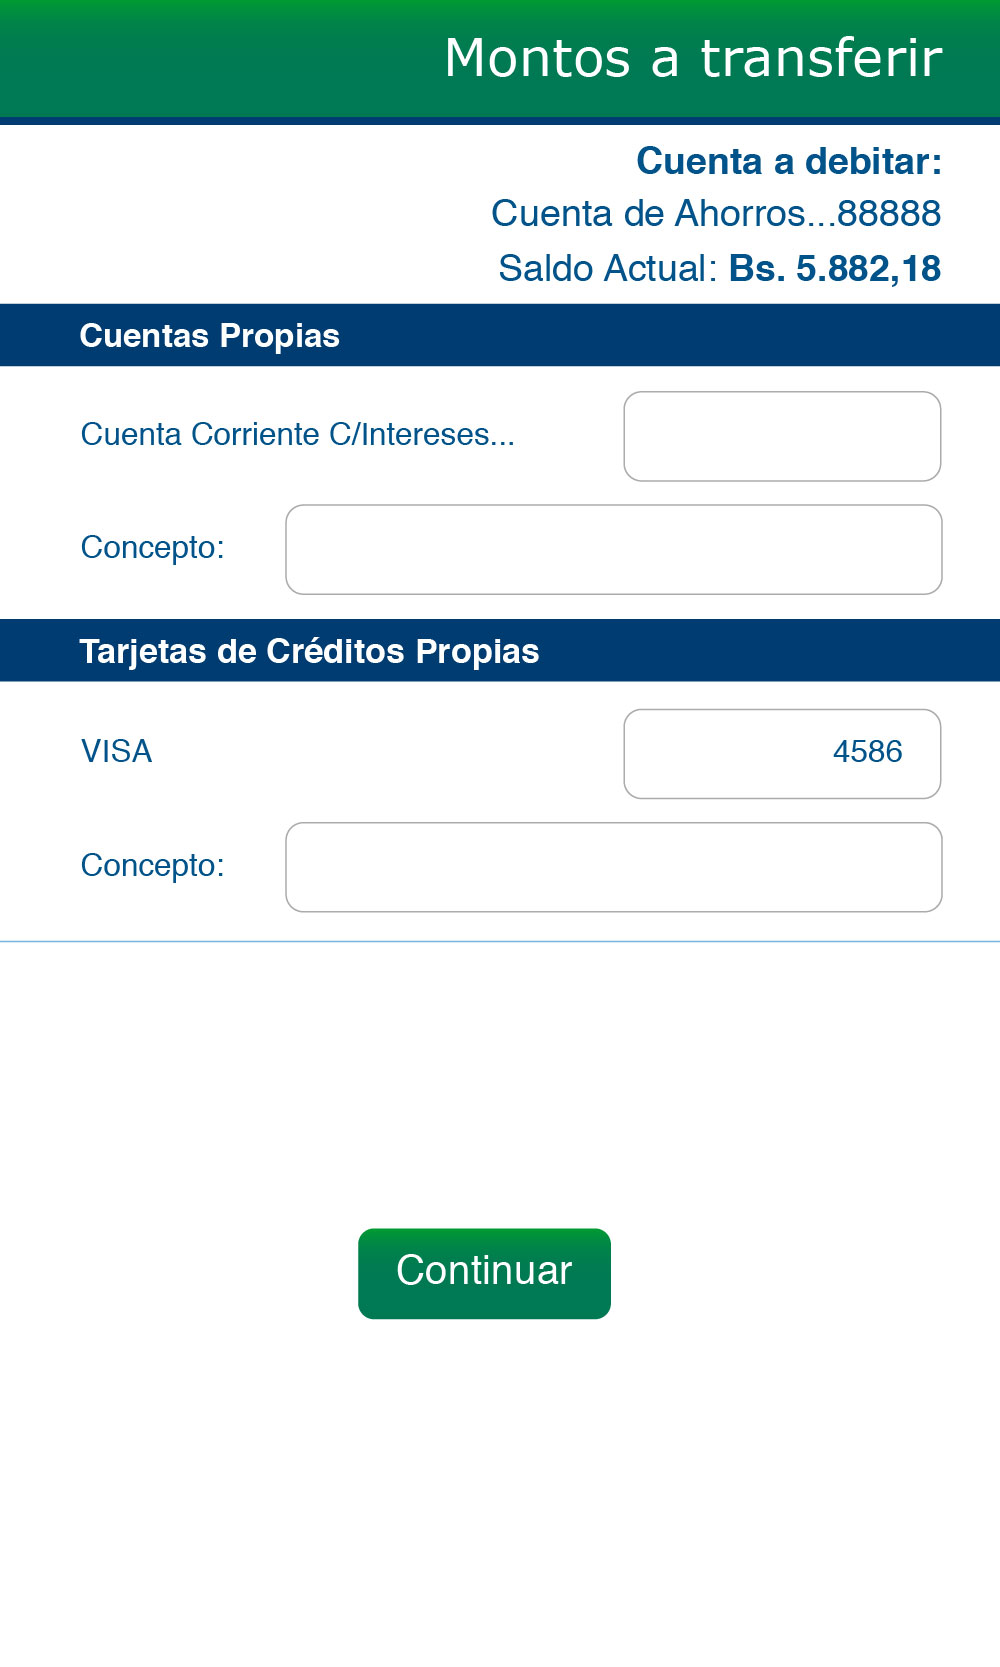 Montos a transferir
Cuenta a debitar:
Cuenta de Ahorros...88888
Saldo Actual: Bs. 5.882,18
Cuentas Propias
Cuenta Corriente C/Intereses...
Concepto:
Tarjetas de Créditos Propias
VISA 4586
Concepto:
Continuar